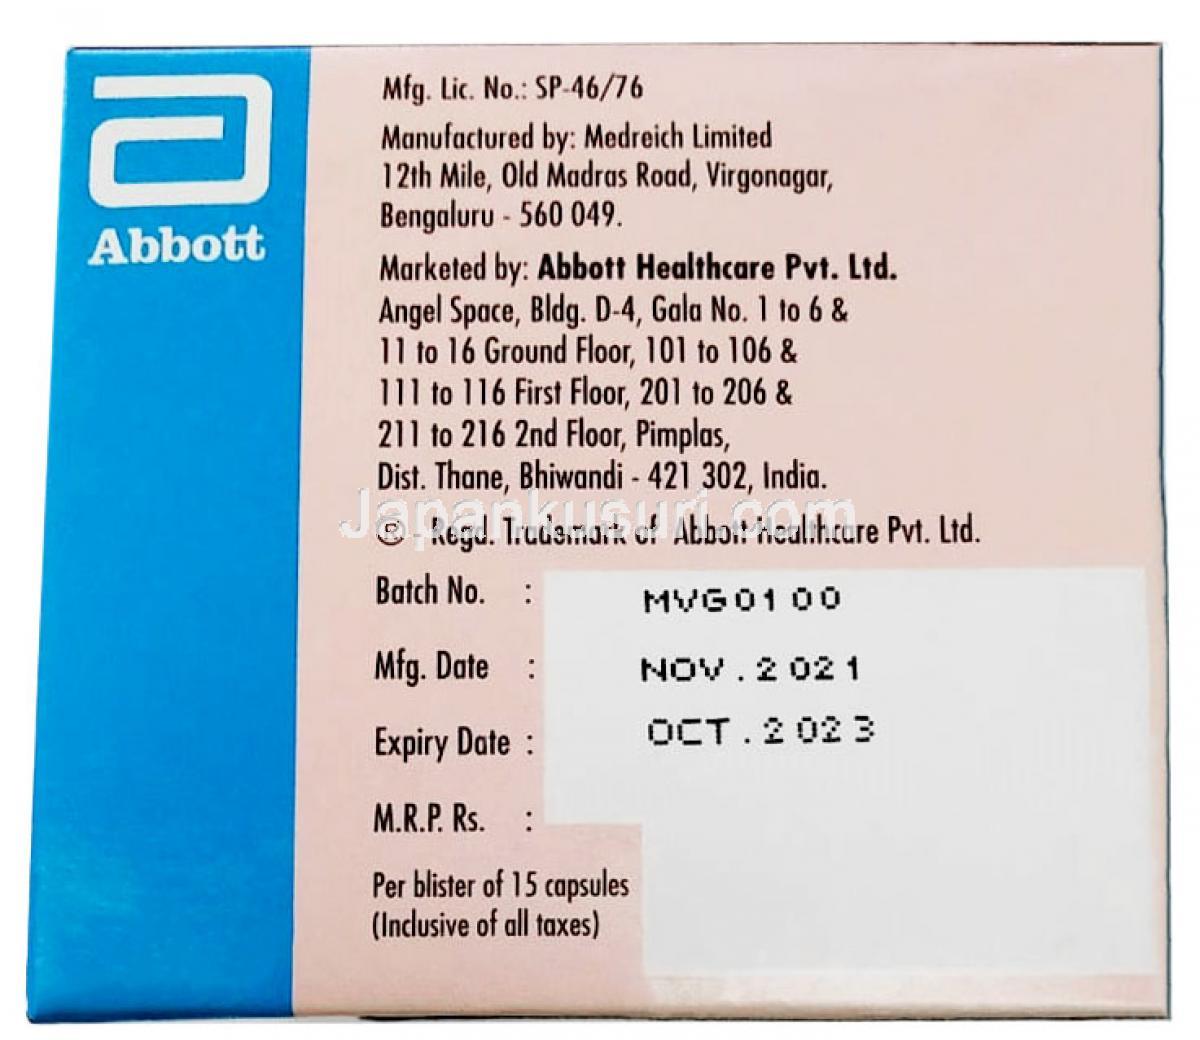 Abbott
Mfg. Lic. No.: SP-46/76
Manufactured by: Medreich Limited
12th Mile, Old Madras Road, Virgonagar,
Bengaluru - 560 049.
Marketed by: Abbott Healthcare Pvt. Ltd.
Angel Space, Bldg. D-4, Gala No. 1 to 6 &
11 to 16 Ground Floor, 101 to 106 &
111 to 116 First Floor, 201 to 206 &
211 to 216 2nd Floor, Pimplas,
Dist. Thane, Bhiwandi - 421 302, India.
Japankusuri.com
® - Regd. Trademark of Abbott Healthcare Pvt. Ltd.
Batch No. : MVG0100
Mfg. Date : NOV.2021
Expiry Date : OCT.2023
M.R.P. Rs. :
Per blister of 15 capsules
(Inclusive of all taxes)